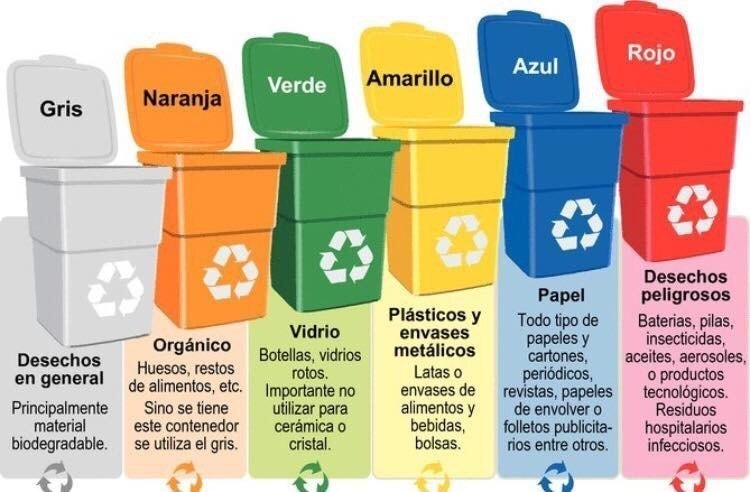 Gris
Desechos
en general
Principalmente
material
biodegradable.
Naranja
Orgánico
Huesos, restos
de alimentos, etc.
Sino se tiene
este contenedor
se utiliza el gris.
Verde
Vidrio
Botellas, vidrios
rotos.
Importante no
utilizar para
cerámica o
cristal.
Amarillo
Plásticos y
envases
metálicos
Latas o
envases de
alimentos y
bebidas,
bolsas.
Azul
Papel
Todo tipo de
papeles y
cartones,
periódicos,
revistas, papeles
de envolver o
folletos publicita-
rios entre otros.
Rojo
Desechos
peligrosos
Baterias, pilas,
insecticidas,
aceites, aerosoles,
o productos
tecnológicos.
Residuos
hospitalarios
infecciosos.